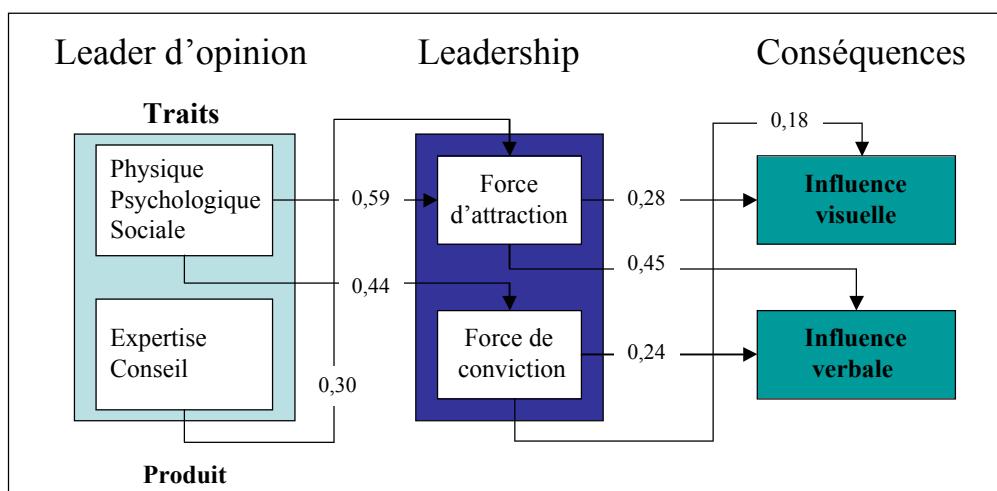 Leader d’opinion
Leadership
Conséquences
Traits
0,18
Physique
Psychologique
Sociale
0,59
Force
d’attraction
0,28
Influence
visuelle
0,44
0,45
Expertise
Conseil
0,30
Force de
conviction
0,24
Influence
verbale
Produit